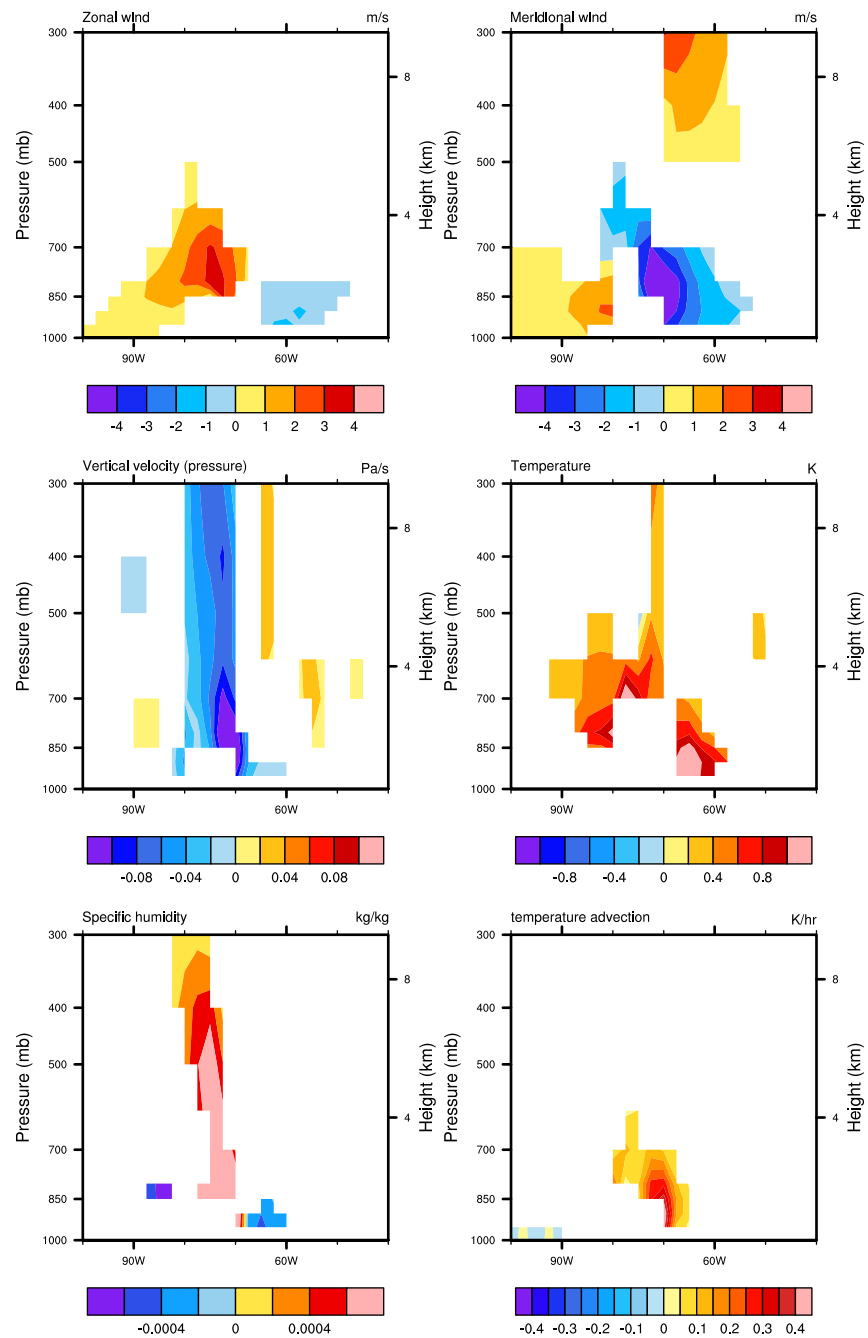 Zonal wind m/s
300
400
500
700
850
1000
Pressure (mb)
8
4
Height (km)
90W 60W
-4 -3 -2 -1 0 1 2 3 4
Meridional wind m/s
300
400
500
700
850
1000
Pressure (mb)
8
4
Height (km)
90W 60W
-4 -3 -2 -1 0 1 2 3 4
Vertical velocity (pressure) Pa/s
300
400
500
700
850
1000
Pressure (mb)
8
4
Height (km)
90W 60W
-0.08 -0.04 0 0.04 0.08
Temperature K
300
400
500
700
850
1000
Pressure (mb)
8
4
Height (km)
90W 60W
-0.8 -0.4 0 0.4 0.8
Specific humidity kg/kg
300
400
500
700
850
1000
Pressure (mb)
8
4
Height (km)
90W 60W
-0.0004 0 0.0004
temperature advection K/hr
300
400
500
700
850
1000
Pressure (mb)
8
4
Height (km)
90W 60W
-0.4 -0.3 -0.2 -0.1 0 0.1 0.2 0.3 0.4